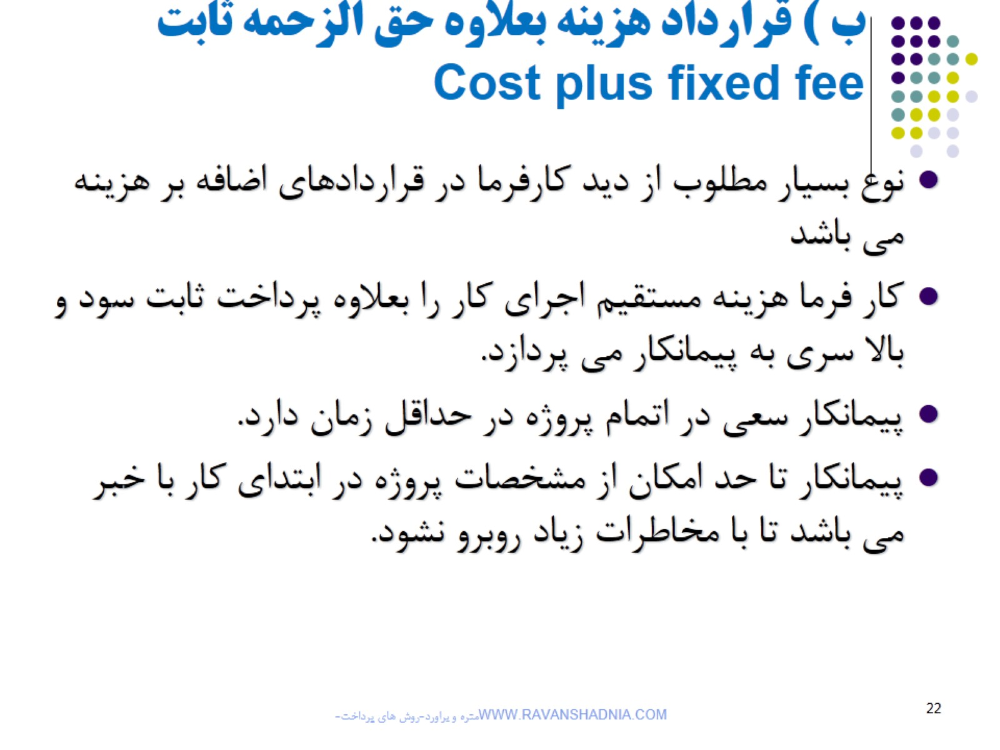 ب ) قرارداد هزینه بعلاوه حق الزحمه ثابت
Cost plus fixed fee
نوع بسیار مطلوب از دید کارفرما در قراردادهای اضافه بر هزینه
می باشد
کار فرما هزینه مستقیم اجرای کار را بعلاوه پرداخت ثابت سود و
بالا سری به پیمانکار می پردازد.
پیمانکار سعی در اتمام پروژه در حداقل زمان دارد.
پیمانکار تا حد امکان از مشخصات پروژه در ابتدای کار با خبر
می باشد تا با مخاطرات زیاد روبرو نشود.
WWW.RAVANSHADNIA.COMمتره و براورد-روش های پرداخت-
22